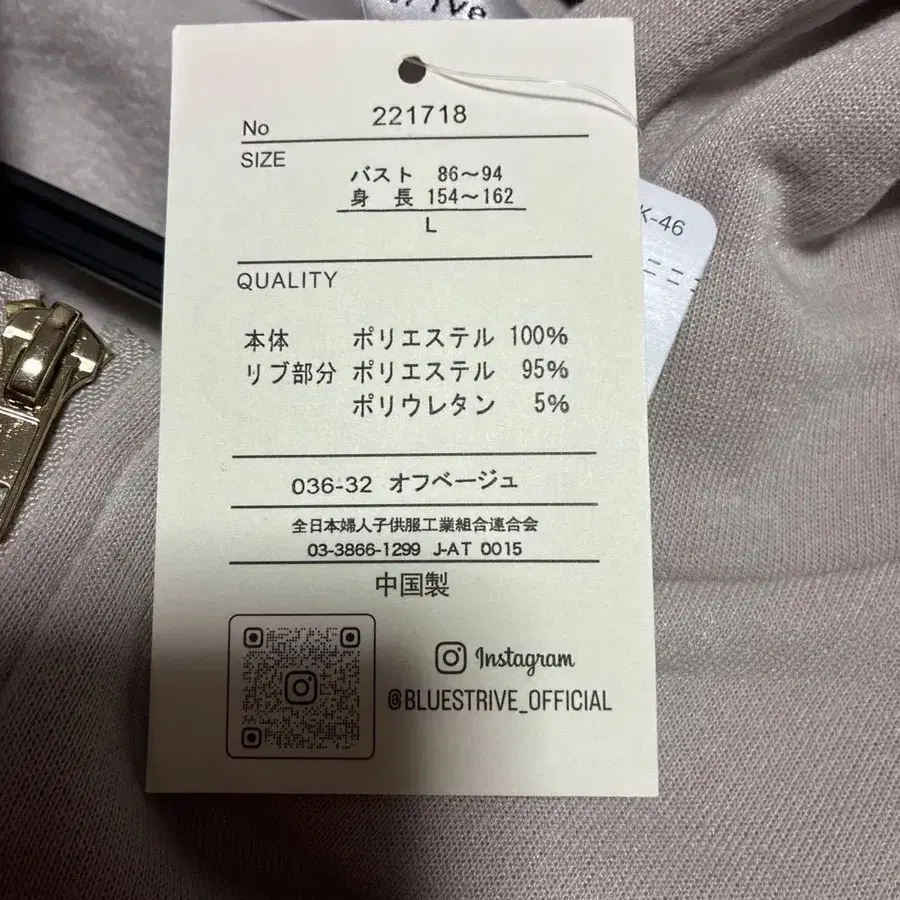 No 221718
SIZE
バスト 86〜94
身 長 154〜162
L
QUALITY
本体 ポリエステル 100%
リブ部分 ポリエステル 95%
ポリウレタン 5%
036-32 オフベージュ
全日本婦人子供服工業組合連合会
03-3866-1299 J-AT 0015
中国製
Instagram
@BLUESTRIVE_OFFICIAL
K-46